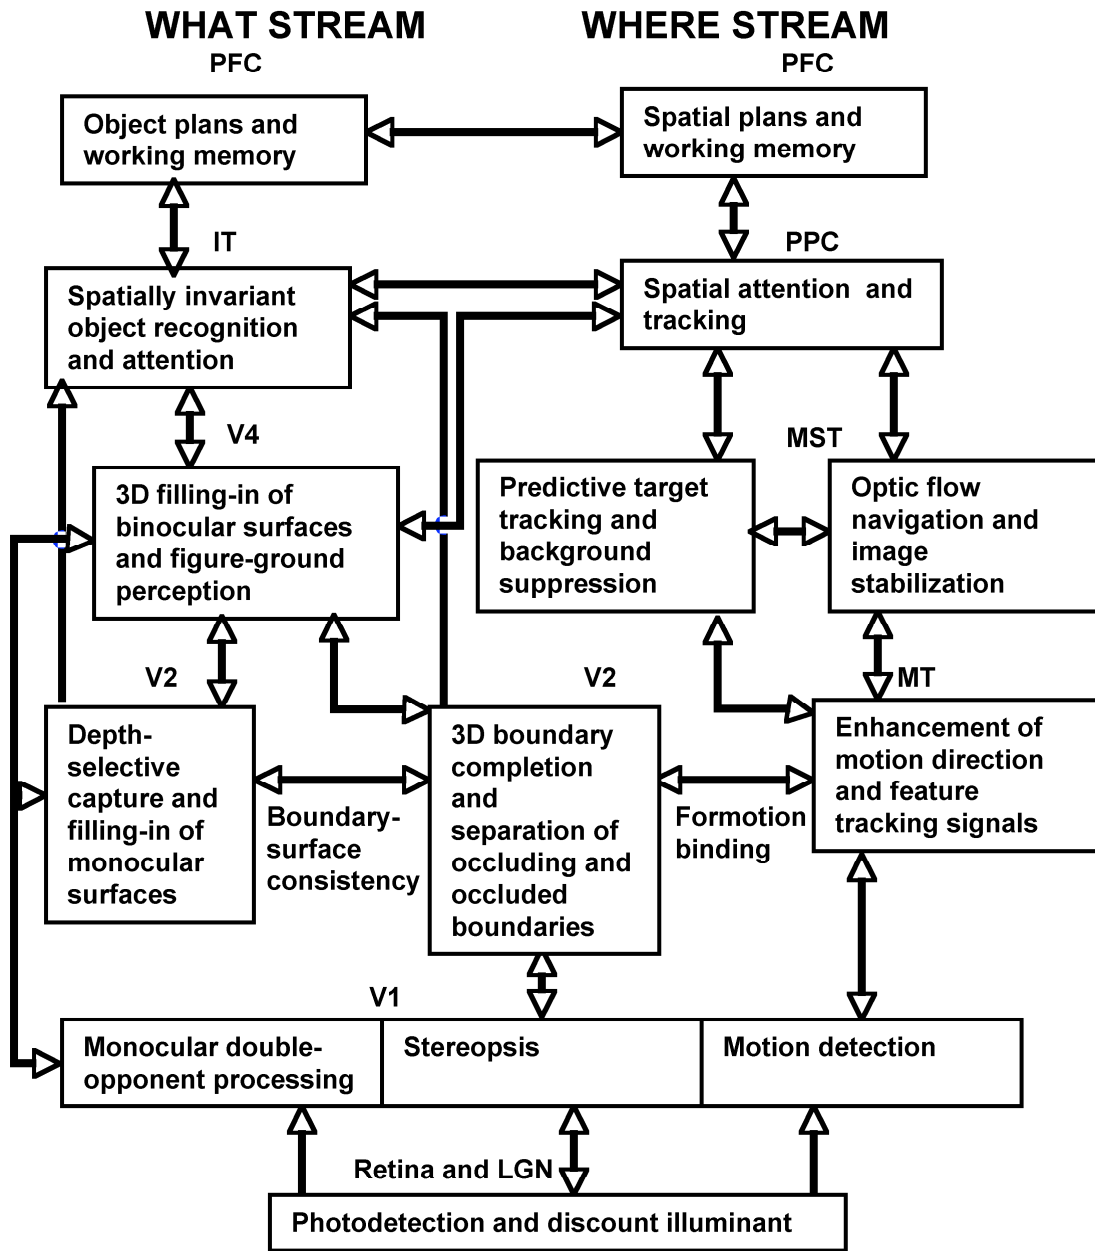 WHAT STREAM
WHERE STREAM
PFC
PFC
Object plans and
working memory
Spatial plans and
working memory
IT
PPC
Spatially invariant
object recognition
and attention
Spatial attention and
tracking
V4
MST
3D filling-in of
binocular surfaces
and figure-ground
perception
Predictive target
tracking and
background
suppression
Optic flow
navigation and
image
stabilization
V2
V2
MT
Depth-
selective
capture and
filling-in of
monocular
surfaces
Boundary-
surface
consistency
3D boundary
completion
and
separation of
occluding and
occluded
boundaries
Formotion
binding
Enhancement of
motion direction
and feature
tracking signals
V1
Monocular double-
opponent processing
Stereopsis
Motion detection
Retina and LGN
Photodetection and discount illuminant